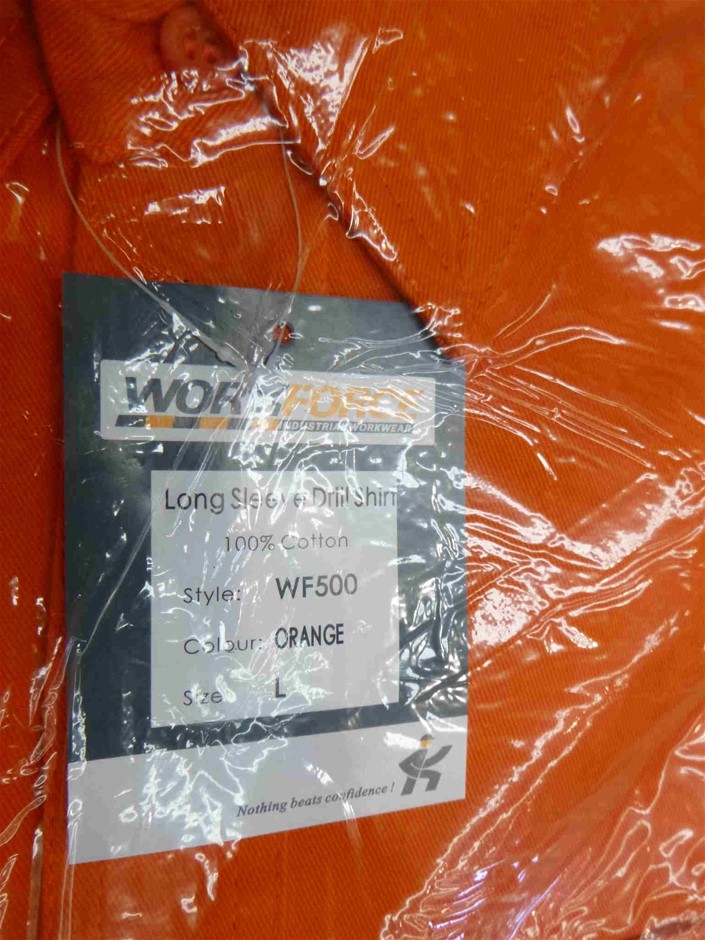 WORKFORCE
INDUSTRIAL WORKWEAR
Long Sleeve Drill Shirt
100% Cotton
Style: WF500
Colour: ORANGE
Size L
Nothing beats confidence !